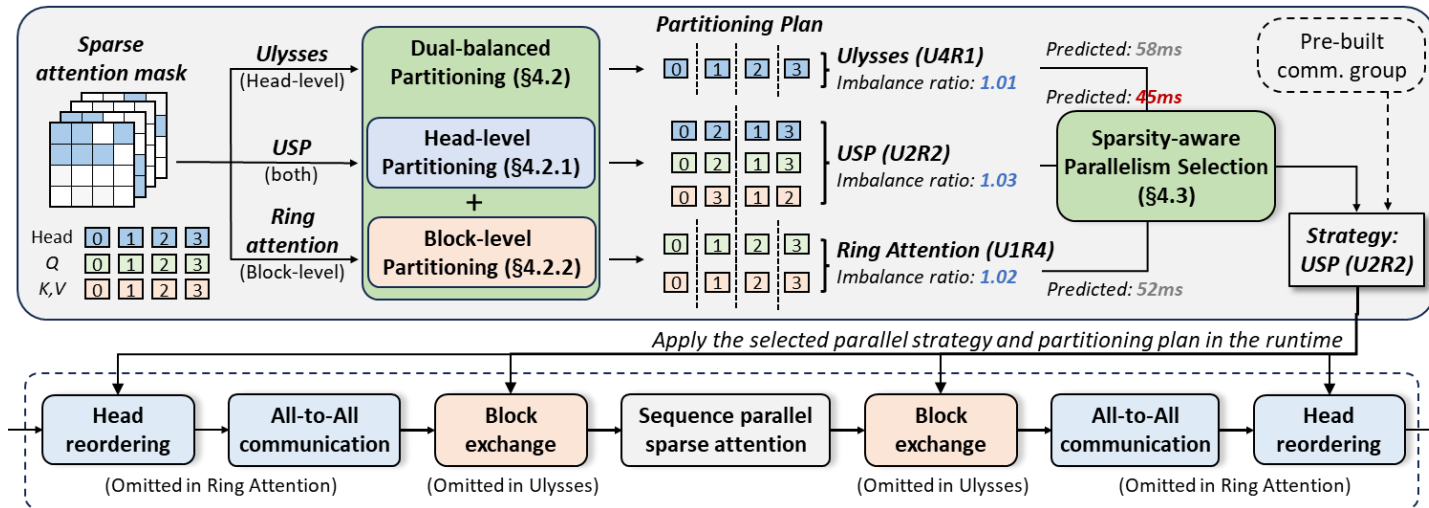 Sparse
attention mask
Head 0 1 2 3
Q 0 1 2 3
K,V 0 1 2 3
Ulysses
(Head-level)
USP
(both)
Ring
attention
(Block-level)
Dual-balanced
Partitioning (§4.2)
Head-level
Partitioning (§4.2.1)
+
Block-level
Partitioning (§4.2.2)
Partitioning Plan
0 1 2 3
Ulysses (U4R1)
Imbalance ratio: 1.01
0 2 1 3
0 2 1 3
0 3 1 2
USP (U2R2)
Imbalance ratio: 1.03
0 1 2 3
0 1 2 3
Ring Attention (U1R4)
Imbalance ratio: 1.02
Predicted: 58ms
Predicted: 45ms
Sparsity-aware
Parallelism Selection
(§4.3)
Predicted: 52ms
Pre-built
comm. group
Strategy:
USP (U2R2)
Apply the selected parallel strategy and partitioning plan in the runtime
Head
reordering
All-to-All
communication
(Omitted in Ring Attention)
Block
exchange
(Omitted in Ulysses)
Sequence parallel
sparse attention
Block
exchange
(Omitted in Ulysses)
All-to-All
communication
Head
reordering
(Omitted in Ring Attention)